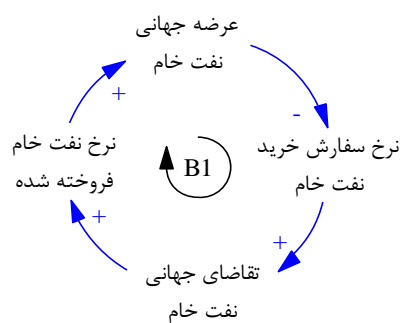 عرضه جهانی
نفت خام
+
-
نرخ نفت خام
فروخته شده
B1
نرخ سفارش خرید
نفت خام
+
+
تقاضای جهانی
نفت خام